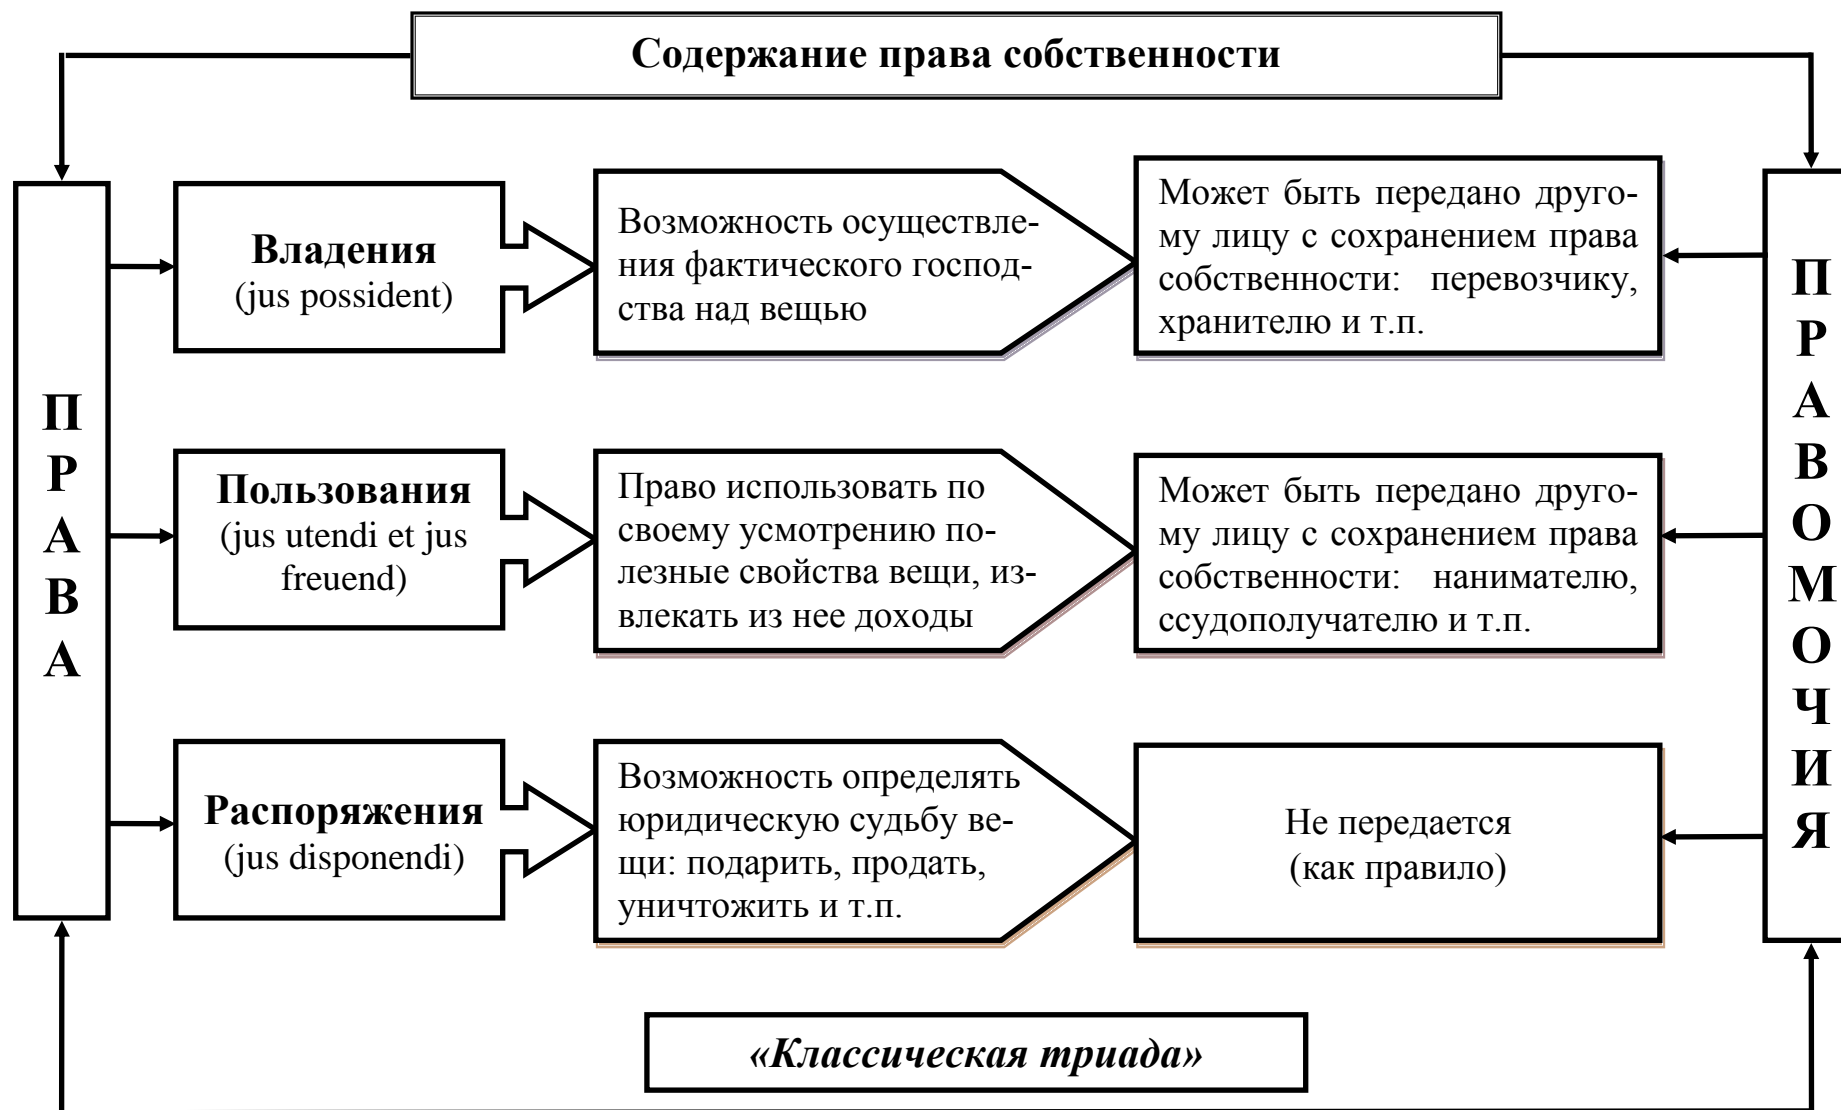 Содержание права собственности
ПРАВА
Владения
(jus possident)
Возможность осуществле-
ния фактического господ-
ства над вещью
Может быть передано друго-
му лицу с сохранением права
собственности: перевозчику,
хранителю и т.п.
Пользования
(jus utendi et jus
freuend)
Право использовать по
своему усмотрению по-
лезные свойства вещи, из-
влекать из нее доходы
Может быть передано друго-
му лицу с сохранением права
собственности: нанимателю,
ссудополучателю и т.п.
Распоряжения
(jus disponendi)
Возможность определять
юридическую судьбу ве-
щи: подарить, продать,
уничтожить и т.п.
Не передается
(как правило)
ПРАВОМОЧИЯ
«Классическая триада»